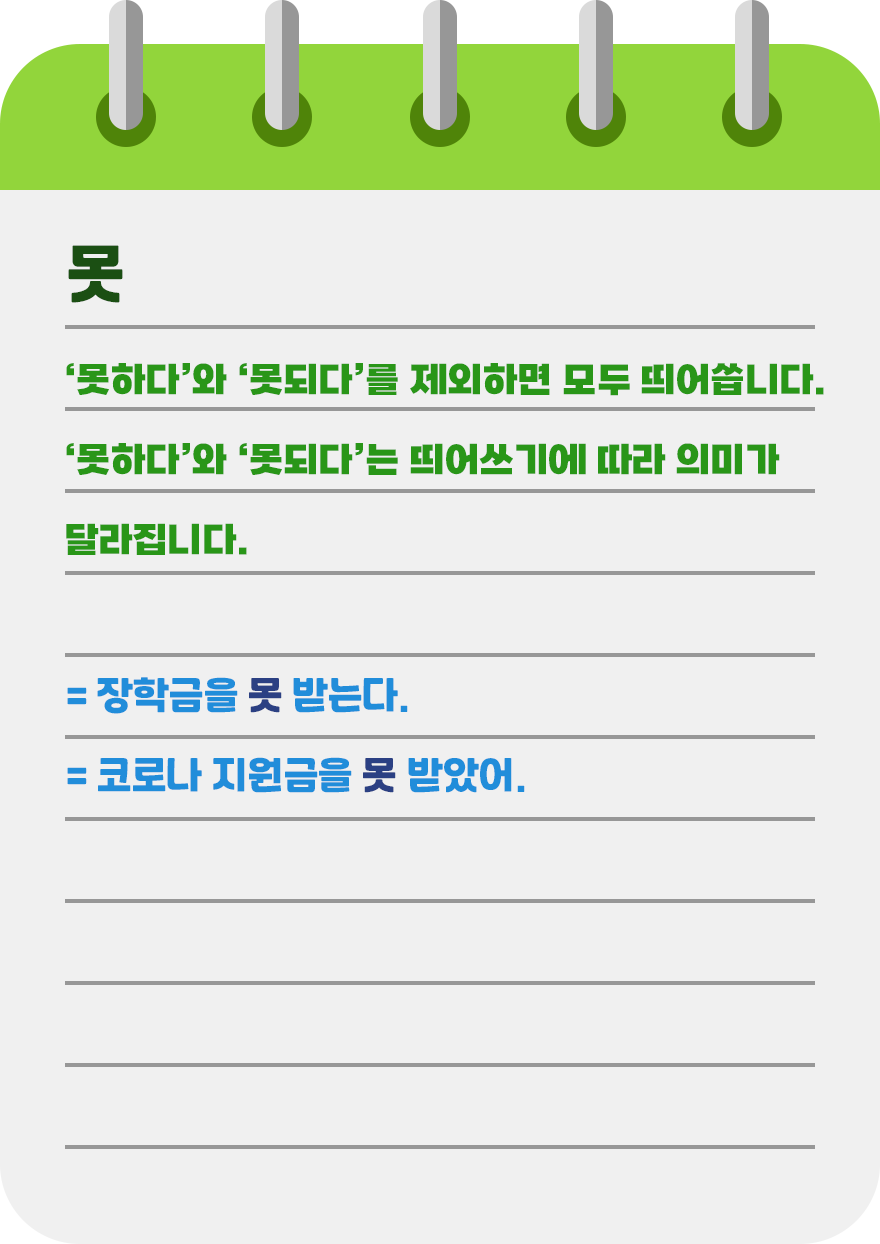 못
‘못하다’와 ‘못되다’를 제외하면 모두 띄어씁니다.
‘못하다’와 ‘못되다’는 띄어쓰기에 따라 의미가
달라집니다.
= 장학금을 못 받는다.
= 코로나 지원금을 못 받았어.